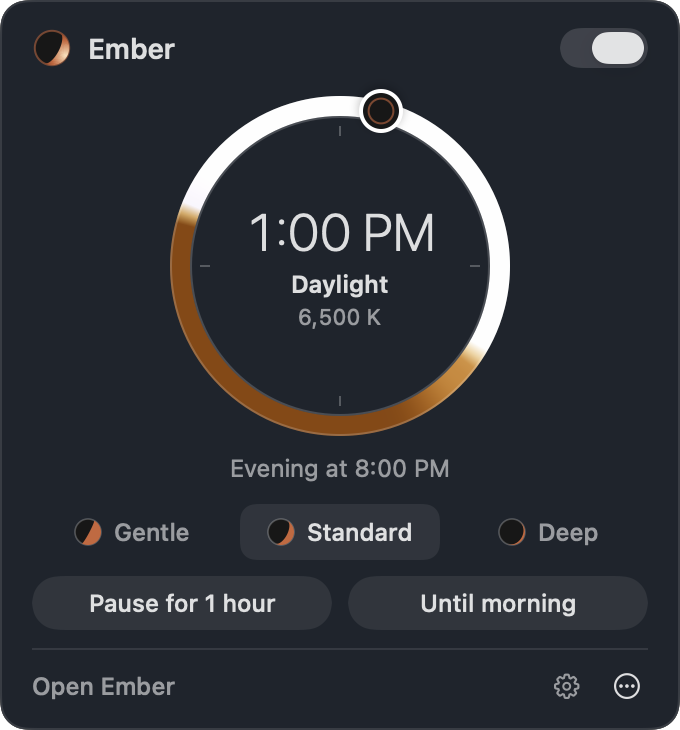 Ember
1:00 PM
Daylight
6,500 K
Evening at 8:00 PM
Gentle
Standard
Deep
Pause for 1 hour
Until morning
Open Ember